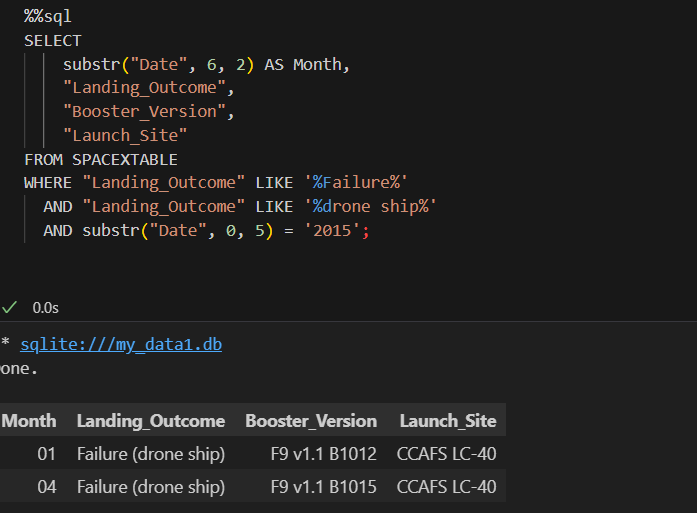 %%sql
SELECT
substr("Date", 6, 2) AS Month,
"Landing_Outcome",
"Booster_Version",
"Launch_Site"
FROM SPACEXTABLE
WHERE "Landing_Outcome" LIKE '%Failure%'
AND "Landing_Outcome" LIKE '%drone ship%'
AND substr("Date", 0, 5) = '2015';
0.0s
* sqlite:///my_data1.db
one.
Month Landing_Outcome Booster_Version Launch_Site
01 Failure (drone ship) F9 v1.1 B1012 CCAFS LC-40
04 Failure (drone ship) F9 v1.1 B1015 CCAFS LC-40